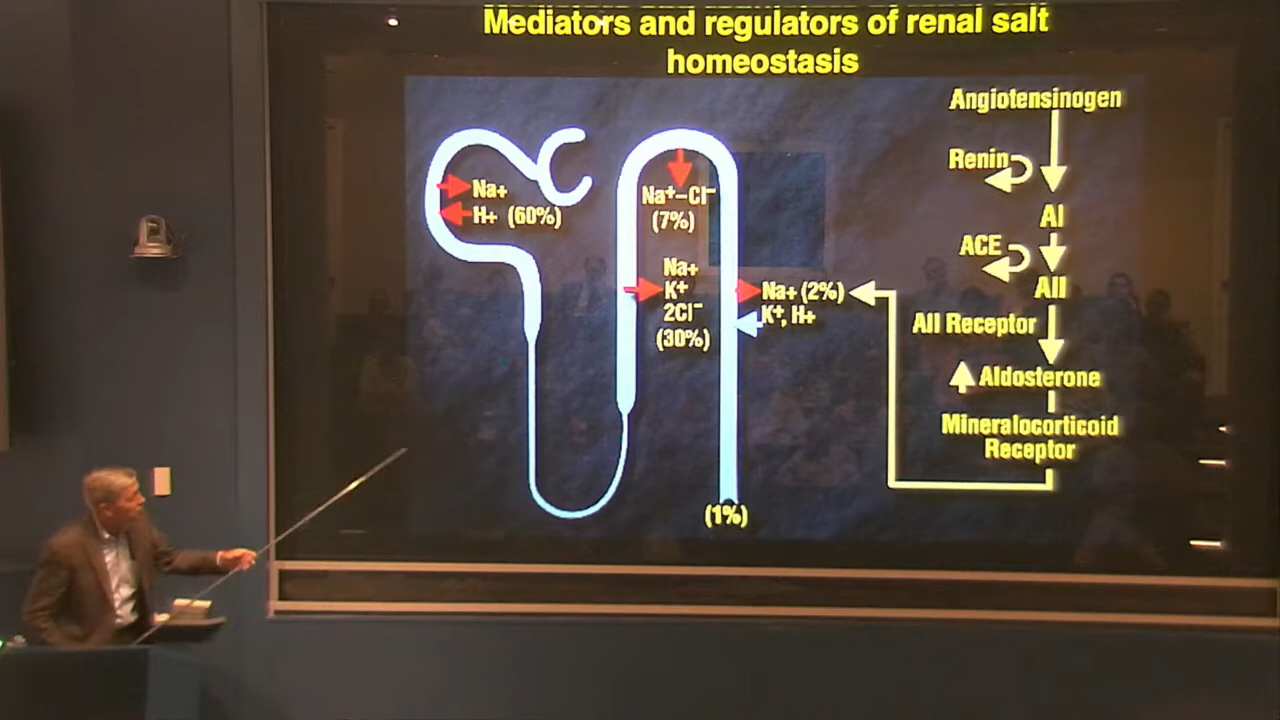 Mediators and regulators of renal salt
homeostasis
Na+
H+ (60%)
Na+–Cl–
(7%)
Na+
K+
2Cl–
(30%)
Na+ (2%)
K+, H+
(1%)
Angiotensinogen
Renin
AI
ACE
AII
AII Receptor
Aldosterone
Mineralocorticoid
Receptor